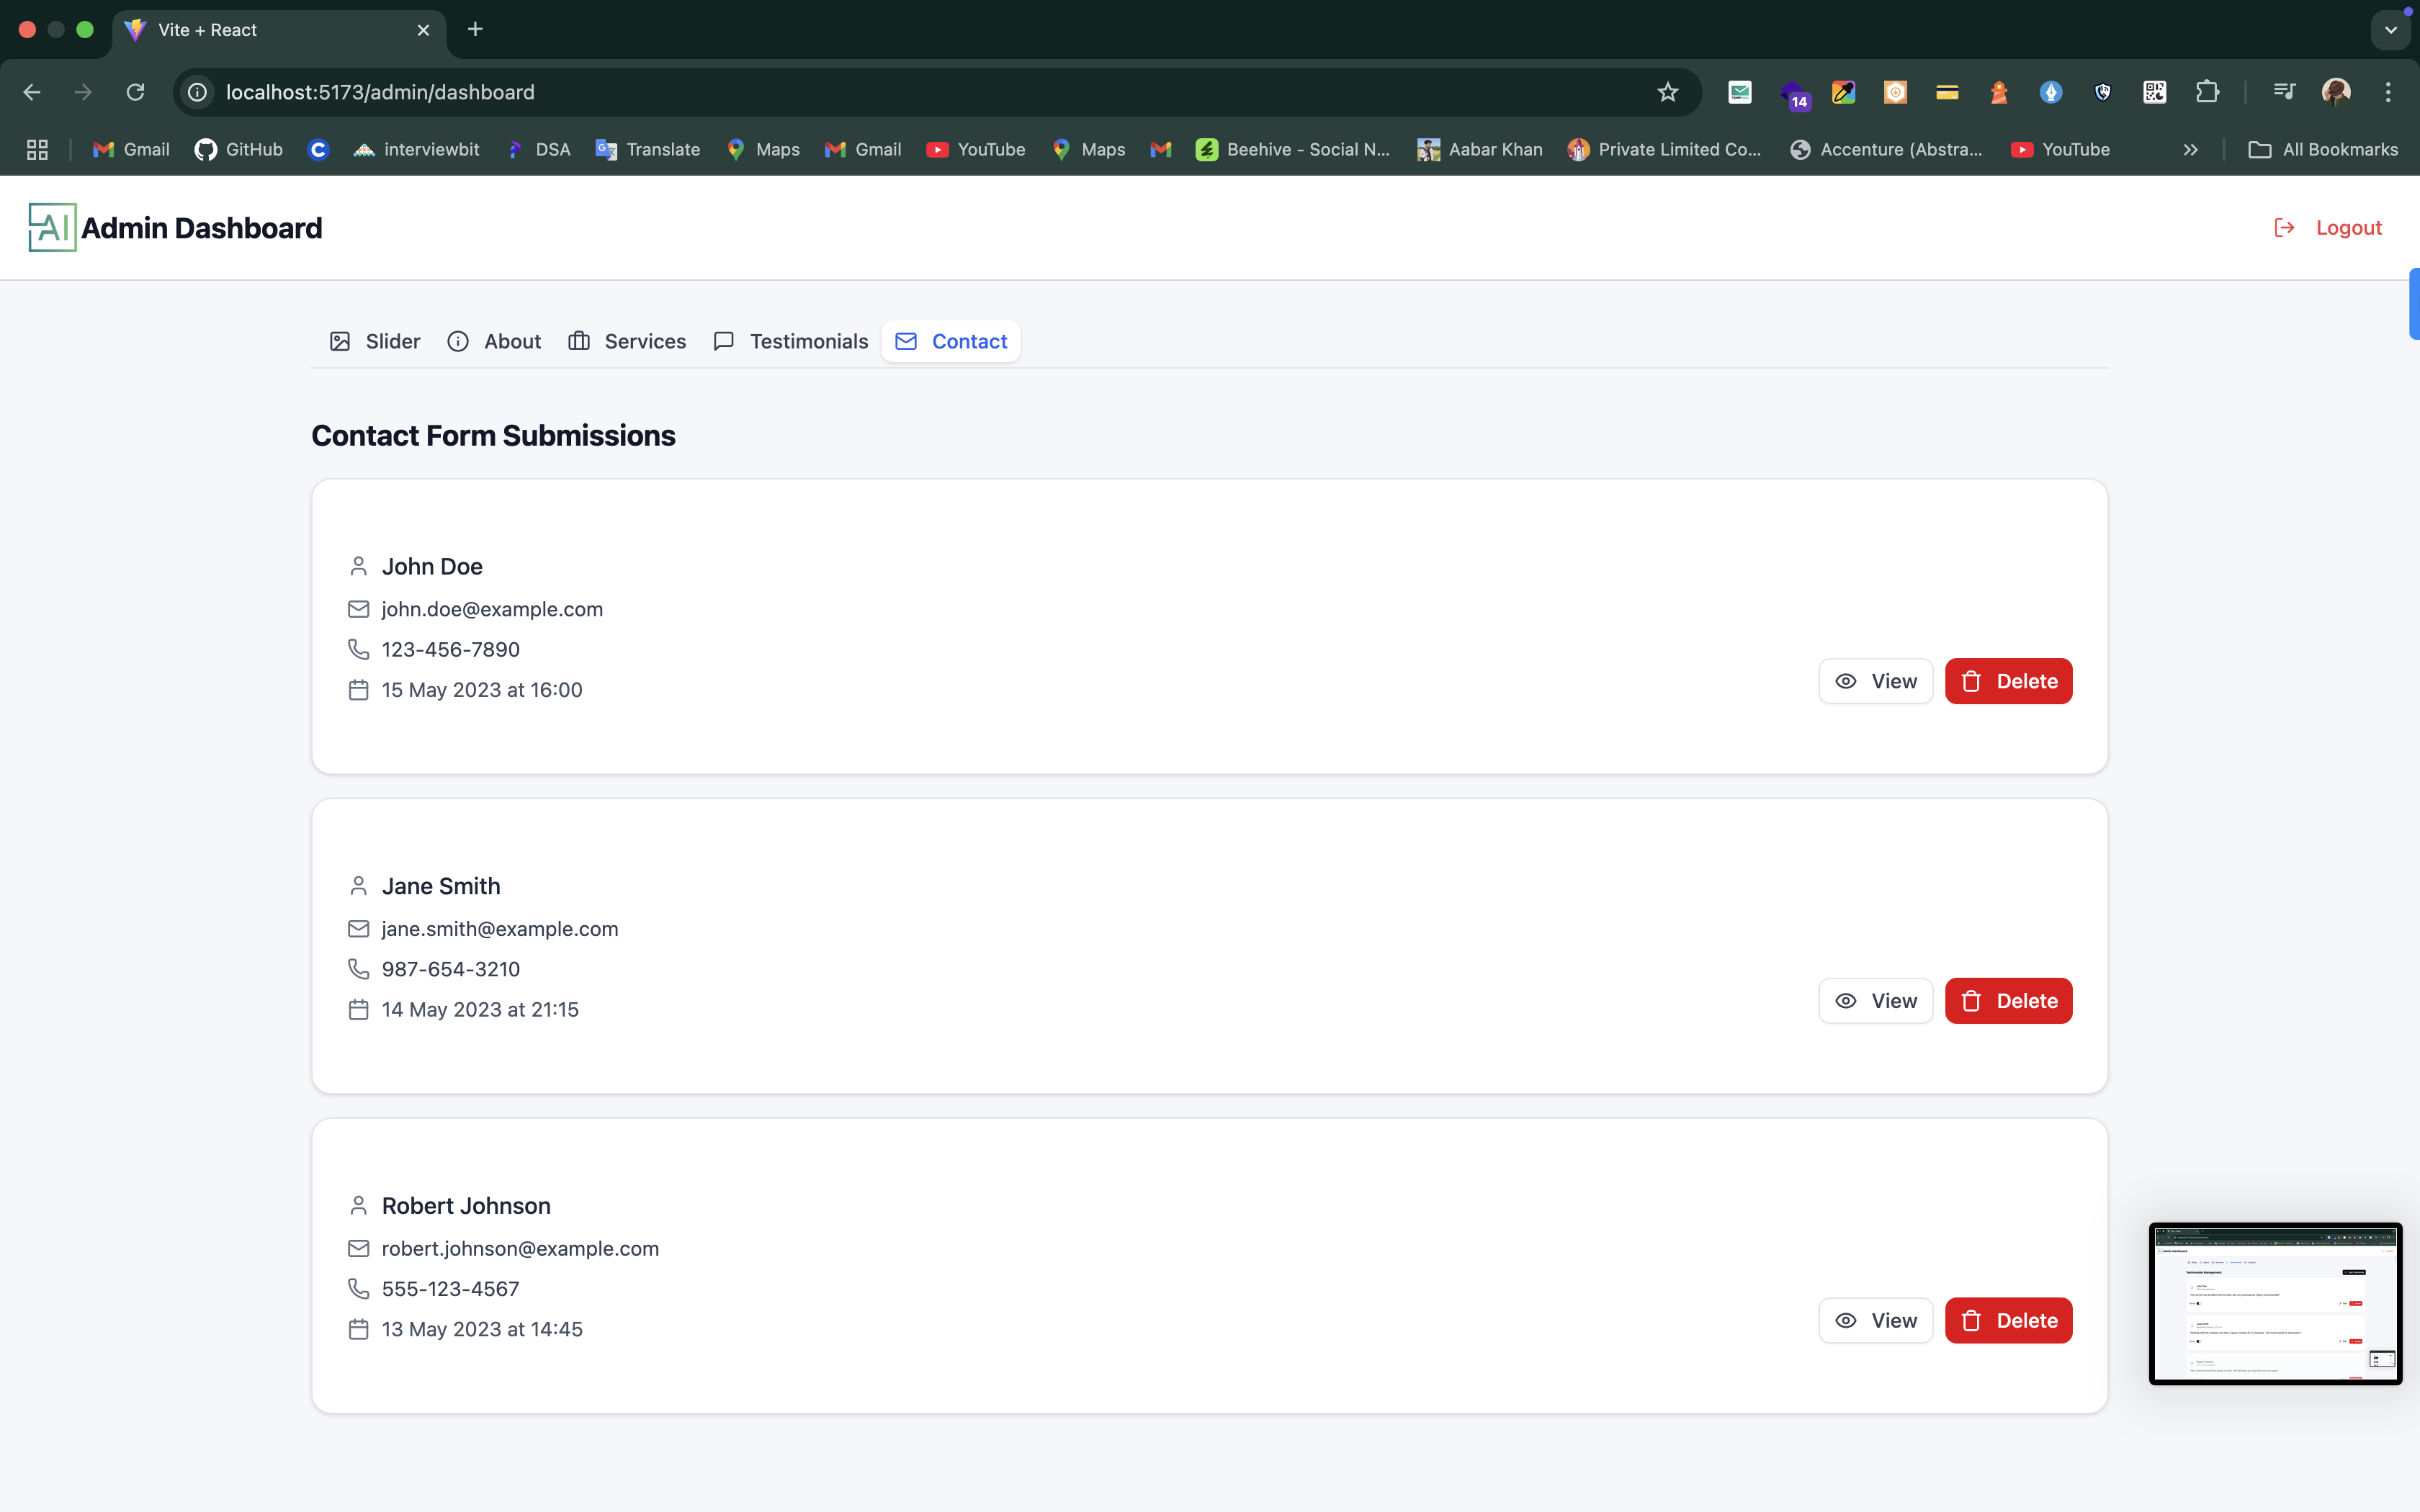 Vite + React
localhost:5173/admin/dashboard
14
Gmail GitHub interviewbit DSA Translate Maps Gmail YouTube Maps Beehive - Social N... Aabar Khan Private Limited Co... Accenture (Abstra... YouTube All Bookmarks
AI Admin Dashboard
Logout
Slider About Services Testimonials Contact
Contact Form Submissions
John Doe
john.doe@example.com
123-456-7890
15 May 2023 at 16:00
View Delete
Jane Smith
jane.smith@example.com
987-654-3210
14 May 2023 at 21:15
View Delete
Robert Johnson
robert.johnson@example.com
555-123-4567
13 May 2023 at 14:45
View Delete